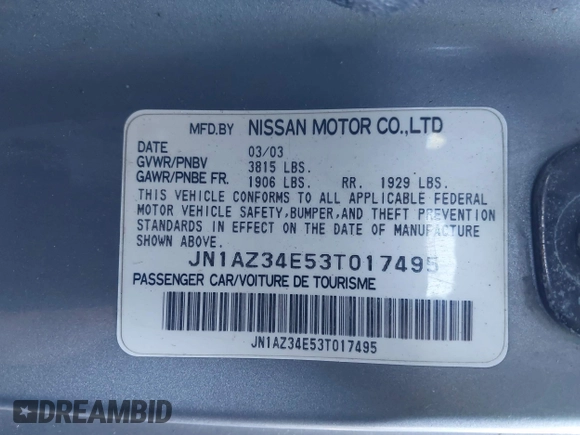 MFD.BY NISSAN MOTOR CO.,LTD
DATE 03/03
GVWR/PNBV 3815 LBS.
GAWR/PNBE FR. 1906 LBS. RR. 1929 LBS.
THIS VEHICLE CONFORMS TO ALL APPLICABLE FEDERAL
MOTOR VEHICLE SAFETY,BUMPER,AND THEFT PREVENTION
STANDARDS IN EFFECT ON THE DATE OF MANUFACTURE
SHOWN ABOVE.
JN1AZ34E53T017495
PASSENGER CAR/VOITURE DE TOURISME
JN1AZ34E53T017495
DREAMBID